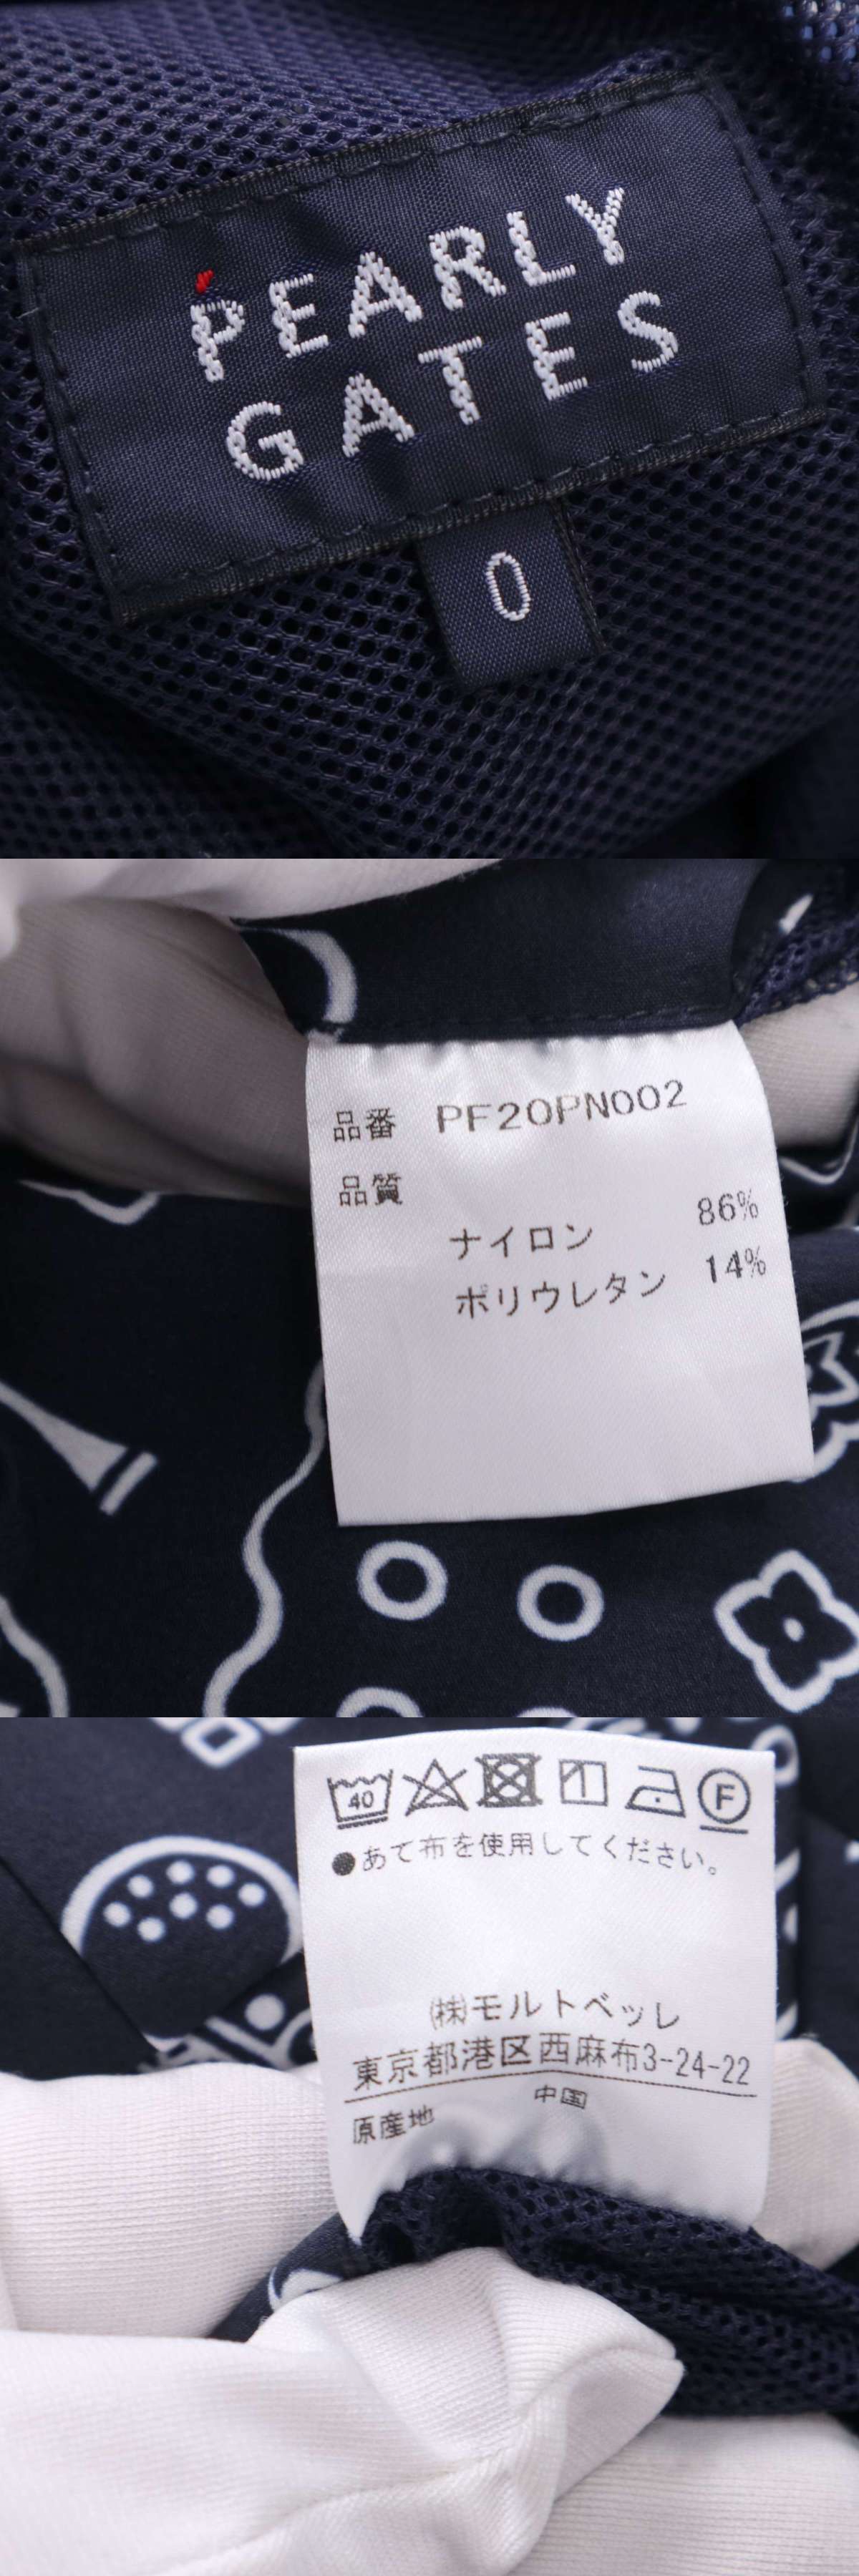 PEARLY
GATES
0
品番 PF20PN002
品質
ナイロン 86%
ポリウレタン 14%
40
F
●あて布を使用してください。
㈱モルトベッレ
東京都港区西麻布3-24-22
原産地 中国